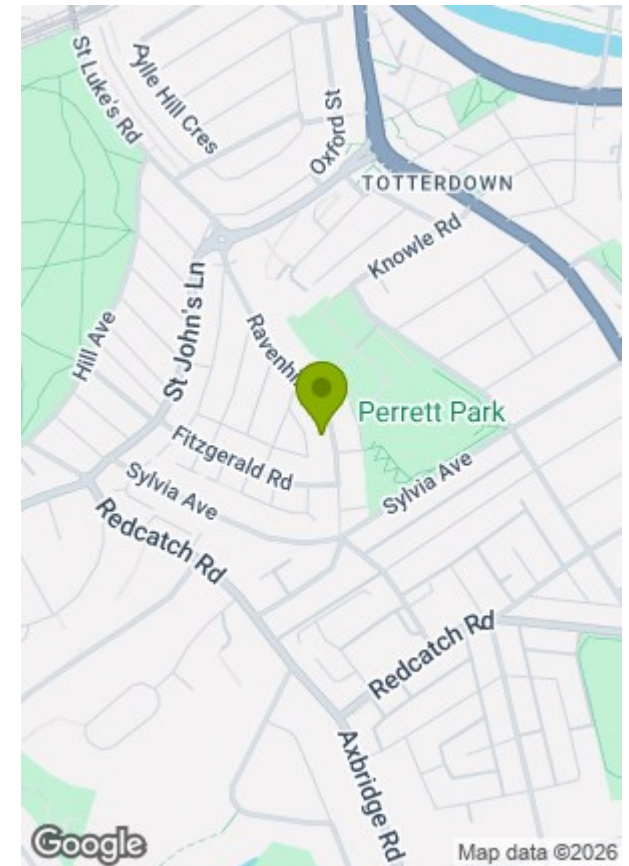 St Luke's Rd
Pylle Hill Cres
Oxford St
TOTTERDOWN
Knowle Rd
St John's Ln
Hill Ave
Perrett Park
Fitzgerald Rd
Sylvia Ave
Sylvia Ave
Redcatch Rd
Redcatch Rd
Axbridge Rd
Google
Map data ©2026